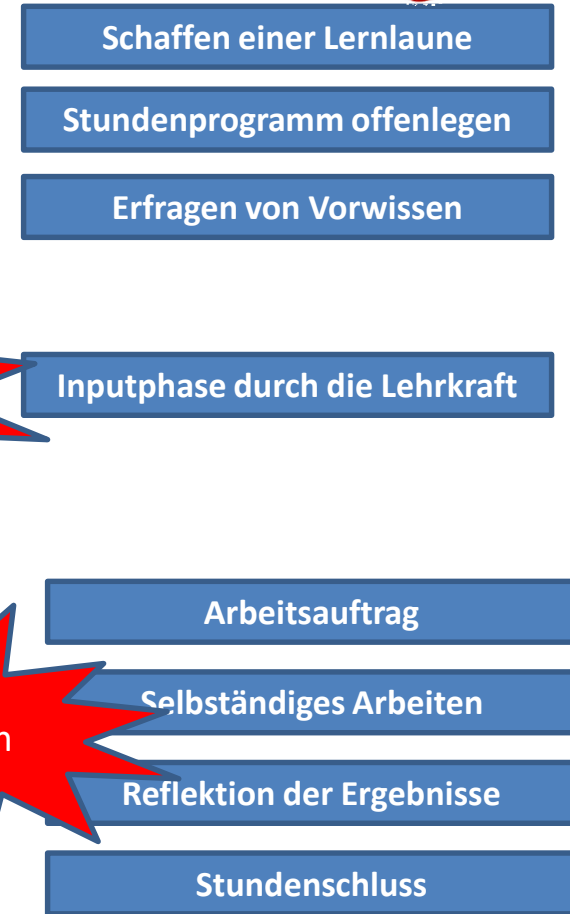 Schaffen einer Lernlaune
Stundenprogramm offenlegen
Erfragen von Vorwissen
Inputphase durch die Lehrkraft
Arbeitsauftrag
Selbständiges Arbeiten
Reflektion der Ergebnisse
Stundenschluss